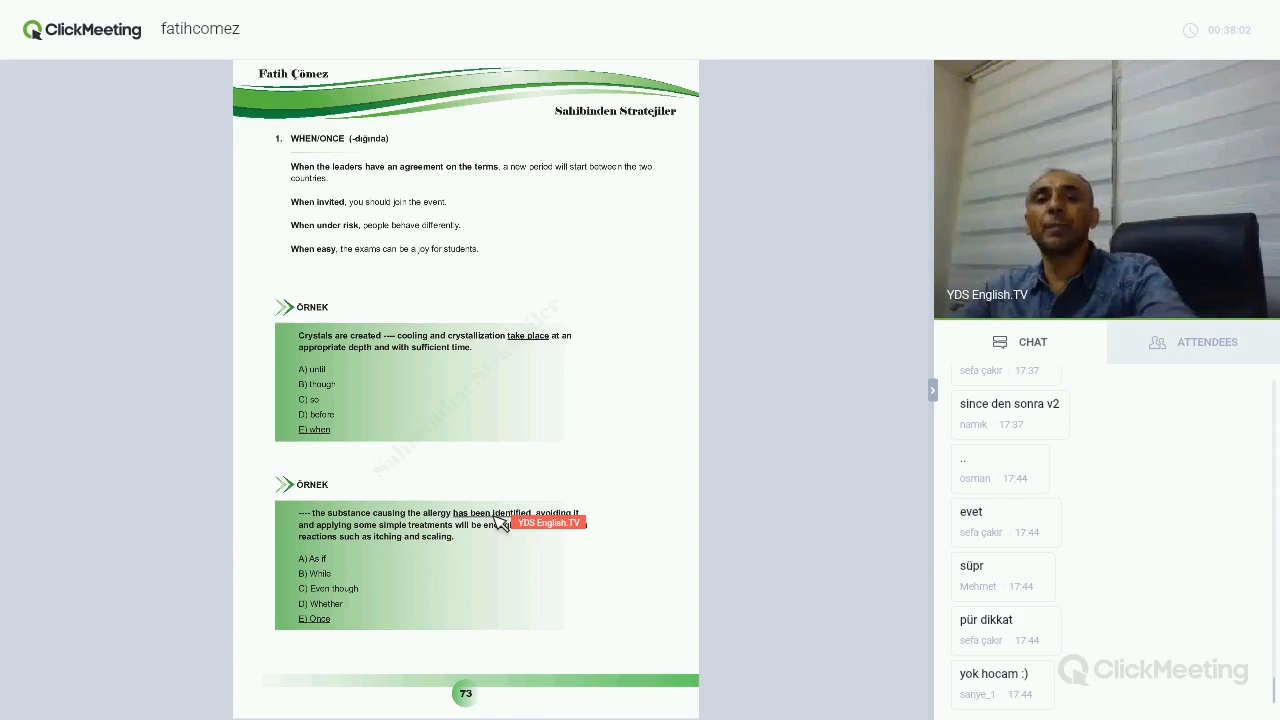 ClickMeeting
fatihcomez
00:38:02
Fatih Çömez
Sahibinden Stratejiler
1. WHEN/ONCE (-dığında)
When the leaders have an agreement on the terms, a new period will start between the two
countries.
When invited, you should join the event.
When under risk, people behave differently.
When easy, the exams can be a joy for students.
ÖRNEK
Crystals are created ---- cooling and crystallization take place at an
appropriate depth and with sufficient time.
A) until
B) though
C) so
D) before
E) when
ÖRNEK
---- the substance causing the allergy has been identified, avoiding it
and applying some simple treatments will be
YDS English.TV
reactions such as itching and scaling.
A) As if
B) While
C) Even though
D) Whether
E) Once
Sahibinden Stratejiler
73
YDS English.TV
CHAT
ATTENDEES
sefa çakır · 17:37
since den sonra v2
namık · 17:37
..
osman · 17:44
evet
sefa çakır · 17:44
süpr
Mehmet · 17:44
pür dikkat
sefa çakır · 17:44
yok hocam :)
sariye_1 · 17:44
ClickMeeting